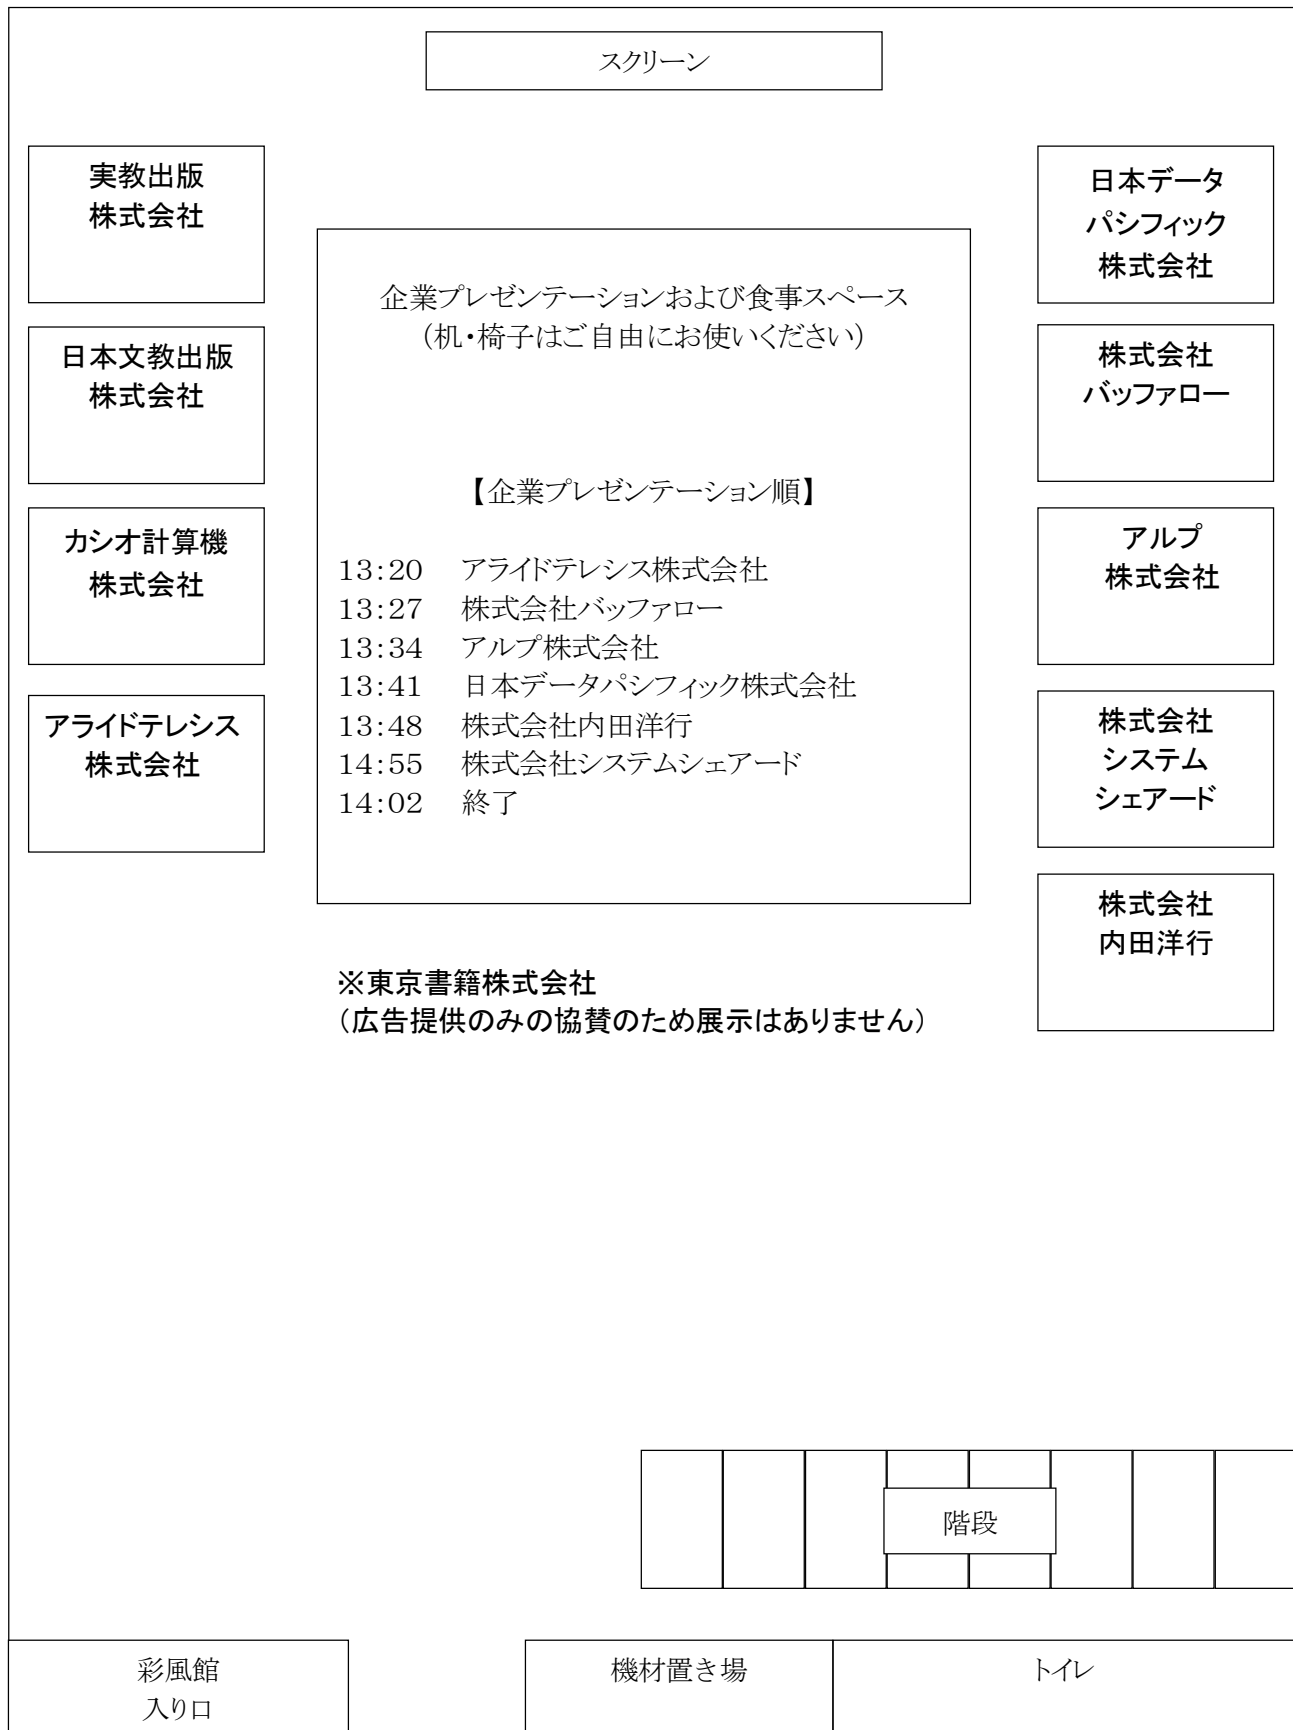 スクリーン
実教出版
株式会社
日本文教出版
株式会社
カシオ計算機
株式会社
アライドテレシス
株式会社
企業プレゼンテーションおよび食事スペース
（机・椅子はご自由にお使いください）
【企業プレゼンテーション順】
13：20　アライドテレシス株式会社
13：27　株式会社バッファロー
13：34　アルプ株式会社
13：41　日本データパシフィック株式会社
13：48　株式会社内田洋行
14：55　株式会社システムシェアード
14：02　終了
※東京書籍株式会社
（広告提供のみの協賛のため展示はありません）
日本データ
パシフィック
株式会社
株式会社
バッファロー
アルプ
株式会社
株式会社
システム
シェアード
株式会社
内田洋行
階段
彩風館
入り口
機材置き場
トイレ